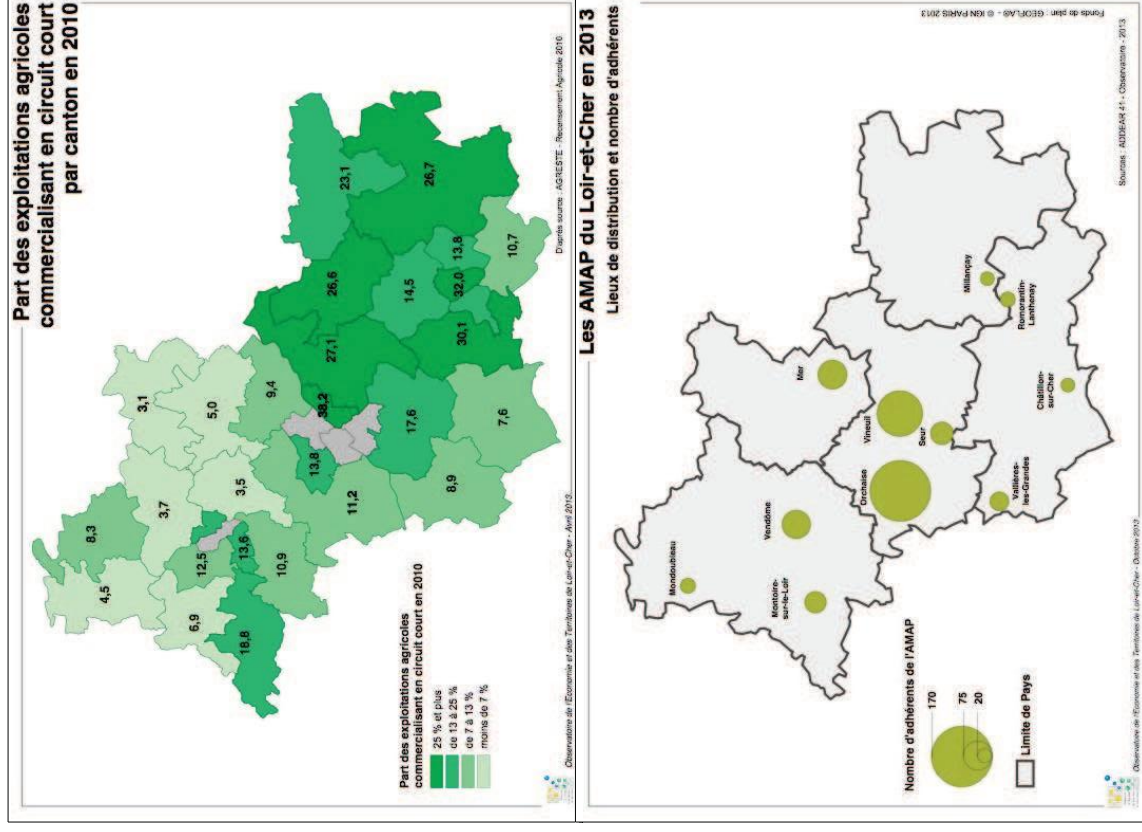 Part des exploitations agricoles
commercialisant en circuit court
par canton en 2010
4,5
8,3
3,7
3,1
5,0
6,9
12,5
3,5
9,4
18,8
13,6
10,9
13,8
38,2
27,1
26,6
23,1
11,2
17,6
14,5
26,7
8,9
30,1
32,0
13,8
7,6
10,7
Part des exploitations agricoles
commercialisant en circuit court en 2010
25 % et plus
de 13 à 25 %
de 7 à 13 %
moins de 7 %
D'après source : AGRESTE - Recensement Agricole 2010
Observatoire de l'Economie et des Territoires de Loir-et-Cher - Avril 2013
Les AMAP du Loir-et-Cher en 2013
Lieux de distribution et nombre d'adhérents
Mondoubleau
Montoire-
sur-le-Loir
Vendôme
Mer
Orchaise
Vineuil
Seur
Vallières-
les-Grandes
Millançay
Romorantin-
Lanthenay
Châtillon-
sur-Cher
Nombre d'adhérents de l'AMAP
170
75
20
Limite de Pays
Sources : ADDEAR 41 - Observatoire - 2013
Observatoire de l'Economie et des Territoires de Loir-et-Cher - Octobre 2013
Fonds de plan : GEOFLA® - © IGN PARIS 2013